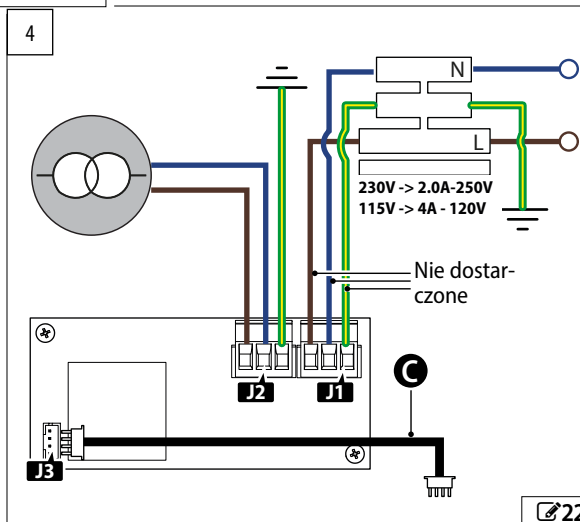 4
N
L
230V -> 2.0A-250V
115V -> 4A - 120V
Nie dostar-
czone
J2
J1
C
J3
22